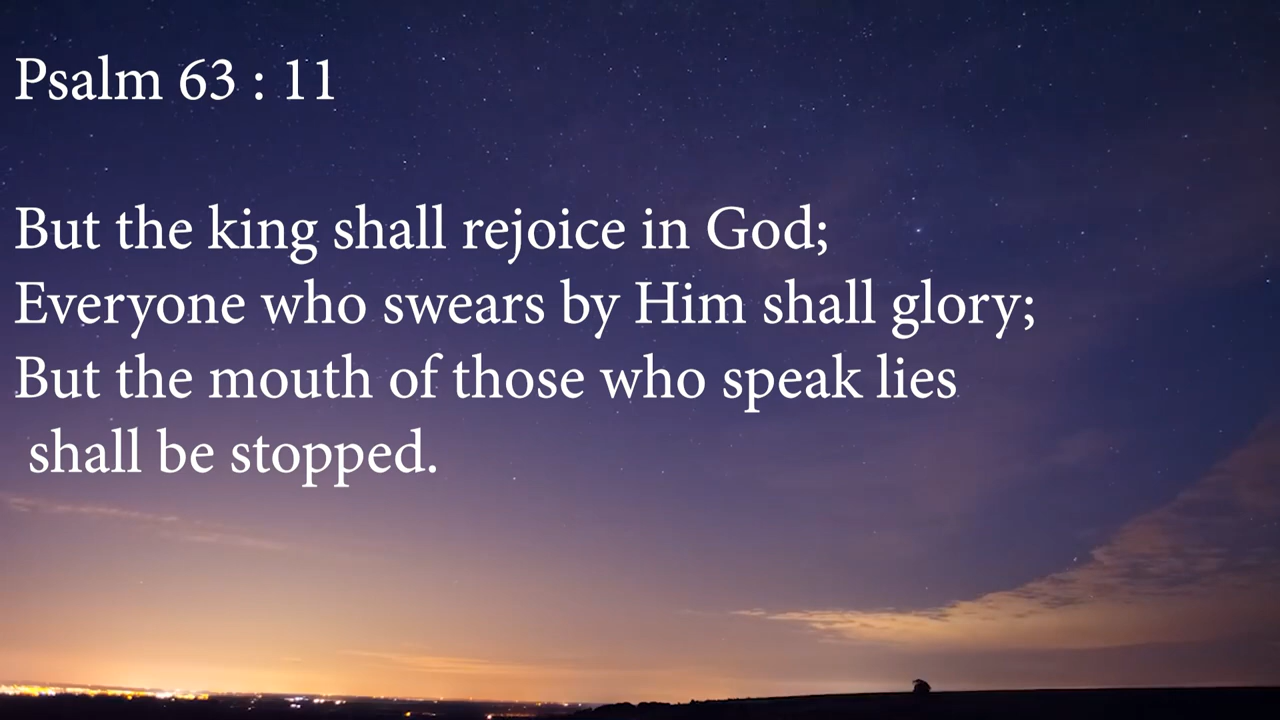 Psalm 63 : 11
But the king shall rejoice in God;
Everyone who swears by Him shall glory;
But the mouth of those who speak lies
shall be stopped.